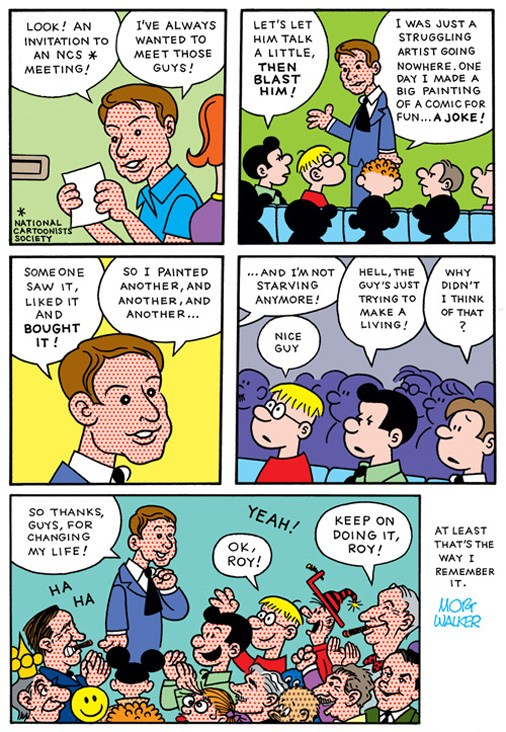 LOOK! AN
INVITATION TO
AN NCS *
MEETING!
I'VE ALWAYS
WANTED TO
MEET THOSE
GUYS!
*
NATIONAL
CARTOONISTS
SOCIETY
LET'S LET
HIM TALK
A LITTLE,
THEN
BLAST
HIM!
I WAS JUST A
STRUGGLING
ARTIST GOING
NOWHERE. ONE
DAY I MADE A
BIG PAINTING
OF A COMIC FOR
FUN... A JOKE!
SOMEONE
SAW IT,
LIKED IT
AND
BOUGHT
IT!
SO I PAINTED
ANOTHER, AND
ANOTHER, AND
ANOTHER...
...AND I'M NOT
STARVING
ANYMORE!
NICE
GUY
HELL, THE
GUY'S JUST
TRYING TO
MAKE A
LIVING!
WHY
DIDN'T
I THINK
OF THAT
?
SO THANKS,
GUYS, FOR
CHANGING
MY LIFE!
HA
HA
YEAH!
OK,
ROY!
KEEP ON
DOING IT,
ROY!
AT LEAST
THAT'S THE
WAY I
REMEMBER
IT.
MORT
WALKER